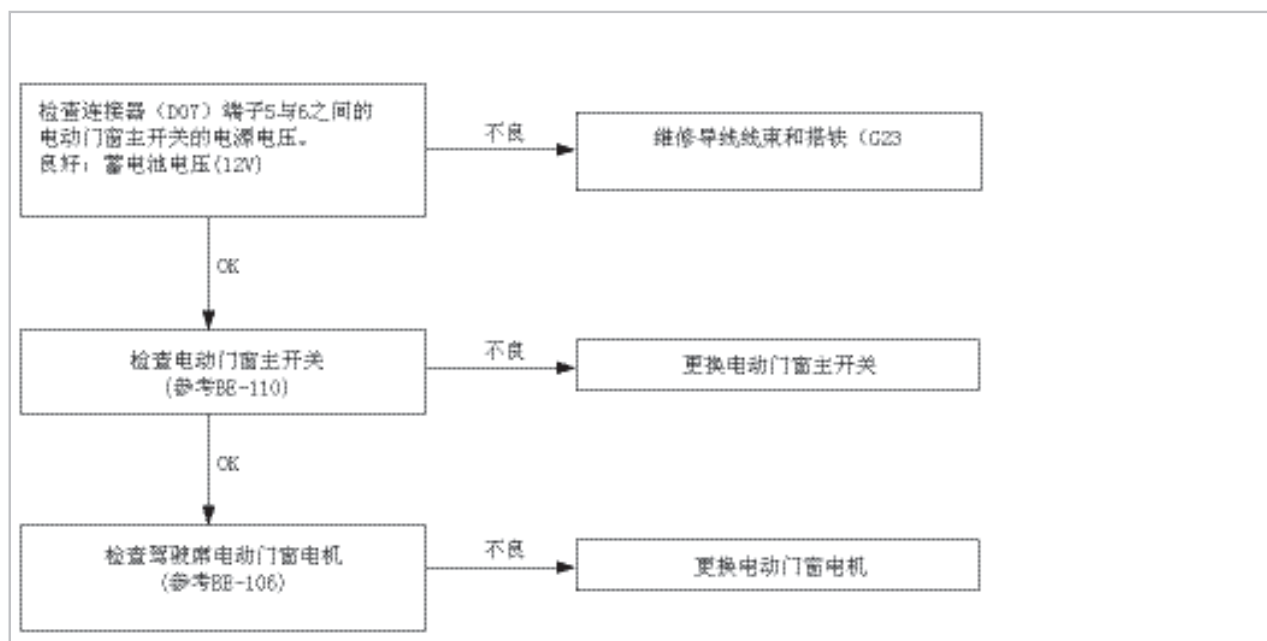 检查连接器（D07）端子5与6之间的
电动门窗主开关的电源电压。
良好：蓄电池电压(12V)
不良
维修导线线束和搭铁（G23
OK
检查电动门窗主开关
(参考BE-110)
不良
更换电动门窗主开关
OK
检查驾驶席电动门窗电机
(参考BE-106)
不良
更换电动门窗电机